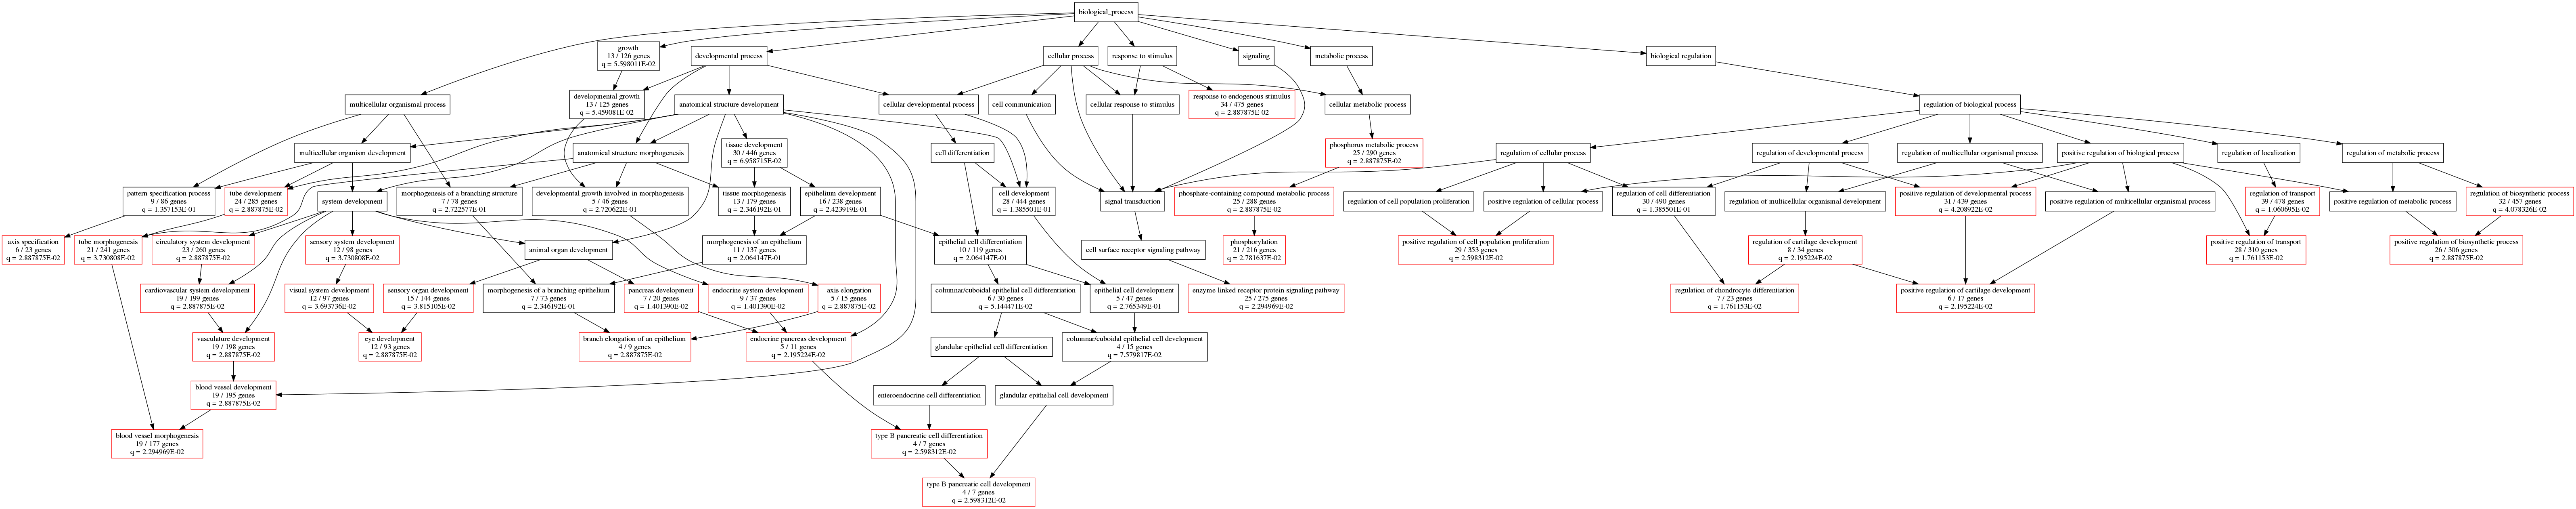 biological_process
growth
13 / 126 genes
q = 5.598011E-02
developmental process
cellular process
response to stimulus
signaling
metabolic process
biological regulation
multicellular organismal process
developmental growth
13 / 125 genes
q = 5.459081E-02
anatomical structure development
cellular developmental process
cell communication
cellular response to stimulus
response to endogenous stimulus
34 / 475 genes
q = 2.887875E-02
cellular metabolic process
regulation of biological process
multicellular organism development
anatomical structure morphogenesis
tissue development
30 / 446 genes
q = 6.958715E-02
cell differentiation
phosphorus metabolic process
25 / 290 genes
q = 2.887875E-02
regulation of cellular process
regulation of developmental process
regulation of multicellular organismal process
positive regulation of biological process
regulation of localization
regulation of metabolic process
pattern specification process
9 / 86 genes
q = 1.357153E-01
tube development
24 / 285 genes
q = 2.887875E-02
system development
morphogenesis of a branching structure
7 / 78 genes
q = 2.722577E-01
developmental growth involved in morphogenesis
5 / 46 genes
q = 2.720622E-01
tissue morphogenesis
13 / 179 genes
q = 2.346192E-01
epithelium development
16 / 238 genes
q = 2.423919E-01
cell development
28 / 444 genes
q = 1.385501E-01
signal transduction
phosphate-containing compound metabolic process
25 / 288 genes
q = 2.887875E-02
regulation of cell population proliferation
positive regulation of cellular process
regulation of cell differentiation
30 / 490 genes
q = 1.385501E-01
regulation of multicellular organismal development
positive regulation of developmental process
31 / 439 genes
q = 4.208922E-02
positive regulation of multicellular organismal process
regulation of transport
39 / 478 genes
q = 1.060695E-02
positive regulation of metabolic process
regulation of biosynthetic process
32 / 457 genes
q = 4.078326E-02
axis specification
6 / 23 genes
q = 2.887875E-02
tube morphogenesis
21 / 241 genes
q = 3.730808E-02
circulatory system development
23 / 260 genes
q = 2.887875E-02
sensory system development
12 / 98 genes
q = 3.730808E-02
animal organ development
morphogenesis of an epithelium
11 / 137 genes
q = 2.064147E-01
epithelial cell differentiation
10 / 119 genes
q = 2.064147E-01
cell surface receptor signaling pathway
phosphorylation
21 / 216 genes
q = 2.781637E-02
positive regulation of cell population proliferation
29 / 353 genes
q = 2.598312E-02
regulation of cartilage development
8 / 34 genes
q = 2.195224E-02
positive regulation of transport
28 / 310 genes
q = 1.761153E-02
positive regulation of biosynthetic process
26 / 306 genes
q = 2.887875E-02
cardiovascular system development
19 / 199 genes
q = 2.887875E-02
visual system development
12 / 97 genes
q = 3.693736E-02
sensory organ development
15 / 144 genes
q = 3.815105E-02
morphogenesis of a branching epithelium
7 / 73 genes
q = 2.346192E-01
pancreas development
7 / 20 genes
q = 1.401390E-02
endocrine system development
9 / 37 genes
q = 1.401390E-02
axis elongation
5 / 15 genes
q = 2.887875E-02
columnar/cuboidal epithelial cell differentiation
6 / 30 genes
q = 5.144471E-02
epithelial cell development
5 / 47 genes
q = 2.765349E-01
enzyme linked receptor protein signaling pathway
25 / 275 genes
q = 2.294969E-02
regulation of chondrocyte differentiation
7 / 23 genes
q = 1.761153E-02
positive regulation of cartilage development
6 / 17 genes
q = 2.195224E-02
vasculature development
19 / 198 genes
q = 2.887875E-02
eye development
12 / 93 genes
q = 2.887875E-02
branch elongation of an epithelium
4 / 9 genes
q = 2.887875E-02
endocrine pancreas development
5 / 11 genes
q = 2.195224E-02
glandular epithelial cell differentiation
columnar/cuboidal epithelial cell development
4 / 15 genes
q = 7.579817E-02
blood vessel development
19 / 195 genes
q = 2.887875E-02
enteroendocrine cell differentiation
glandular epithelial cell development
blood vessel morphogenesis
19 / 177 genes
q = 2.294969E-02
type B pancreatic cell differentiation
4 / 7 genes
q = 2.598312E-02
type B pancreatic cell development
4 / 7 genes
q = 2.598312E-02